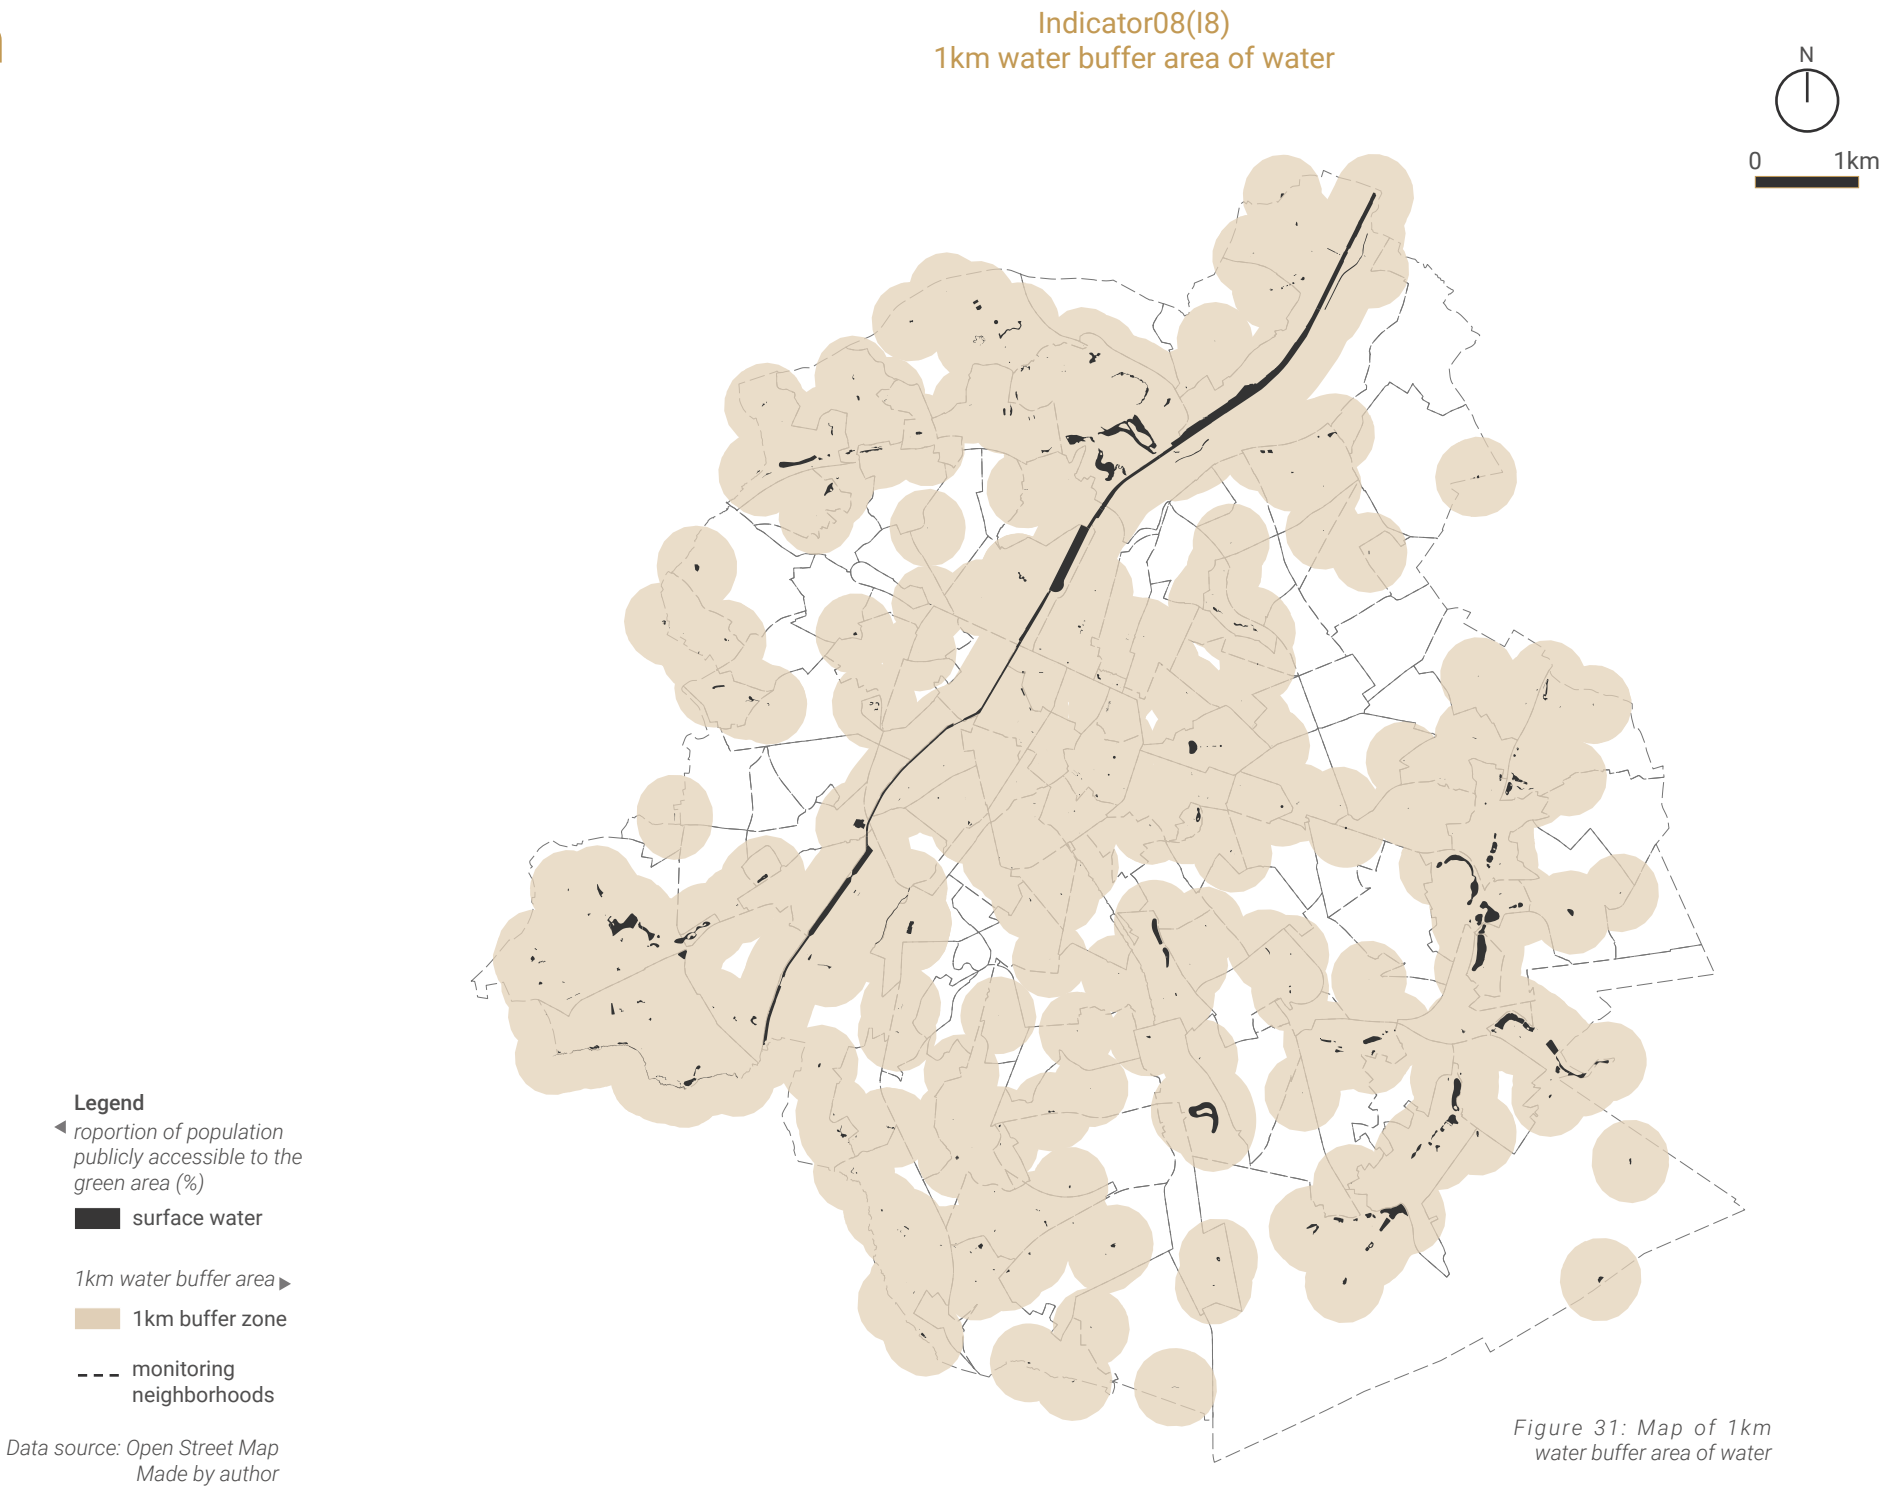 Indicator08(I8)
1km water buffer area of water
N
0 1km
Legend
roportion of population
publicly accessible to the
green area (%)
surface water
1km water buffer area
1km buffer zone
monitoring
neighborhoods
Data source: Open Street Map
Made by author
Figure 31: Map of 1km
water buffer area of water